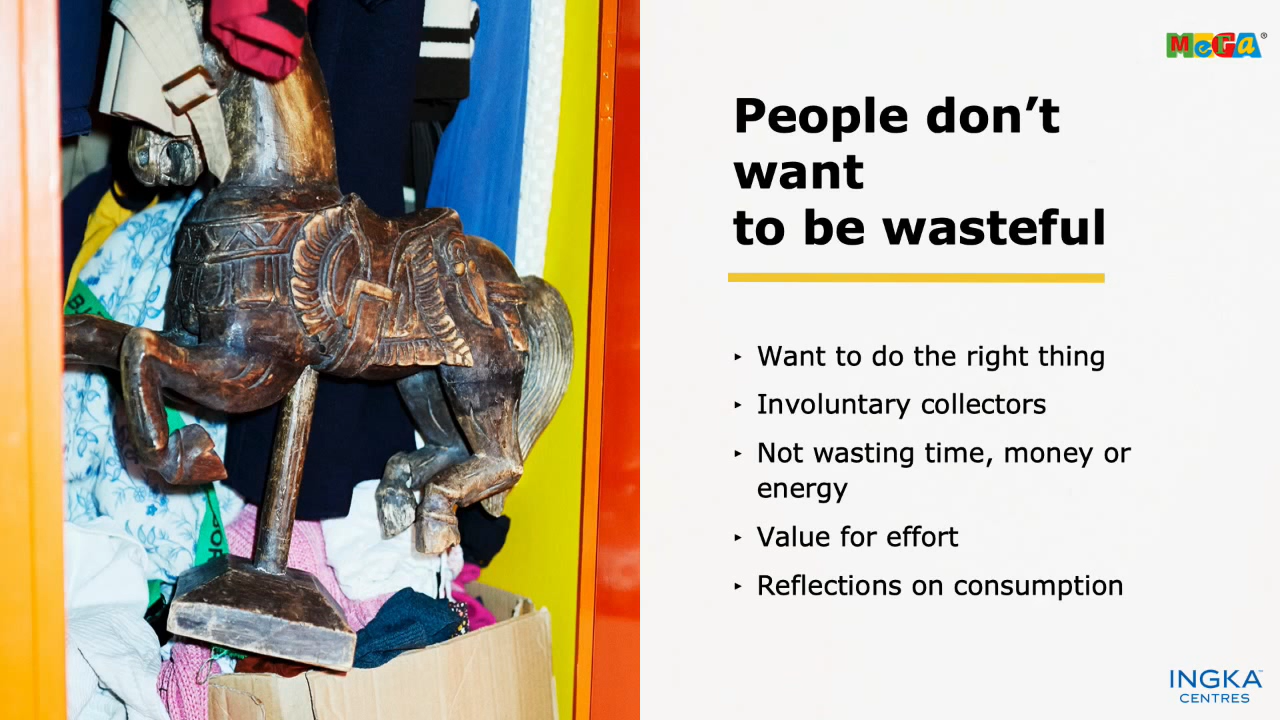 MEGA®
People don’t
want
to be wasteful
‣ Want to do the right thing
‣ Involuntary collectors
‣ Not wasting time, money or
energy
‣ Value for effort
‣ Reflections on consumption
INGKA™
CENTRES